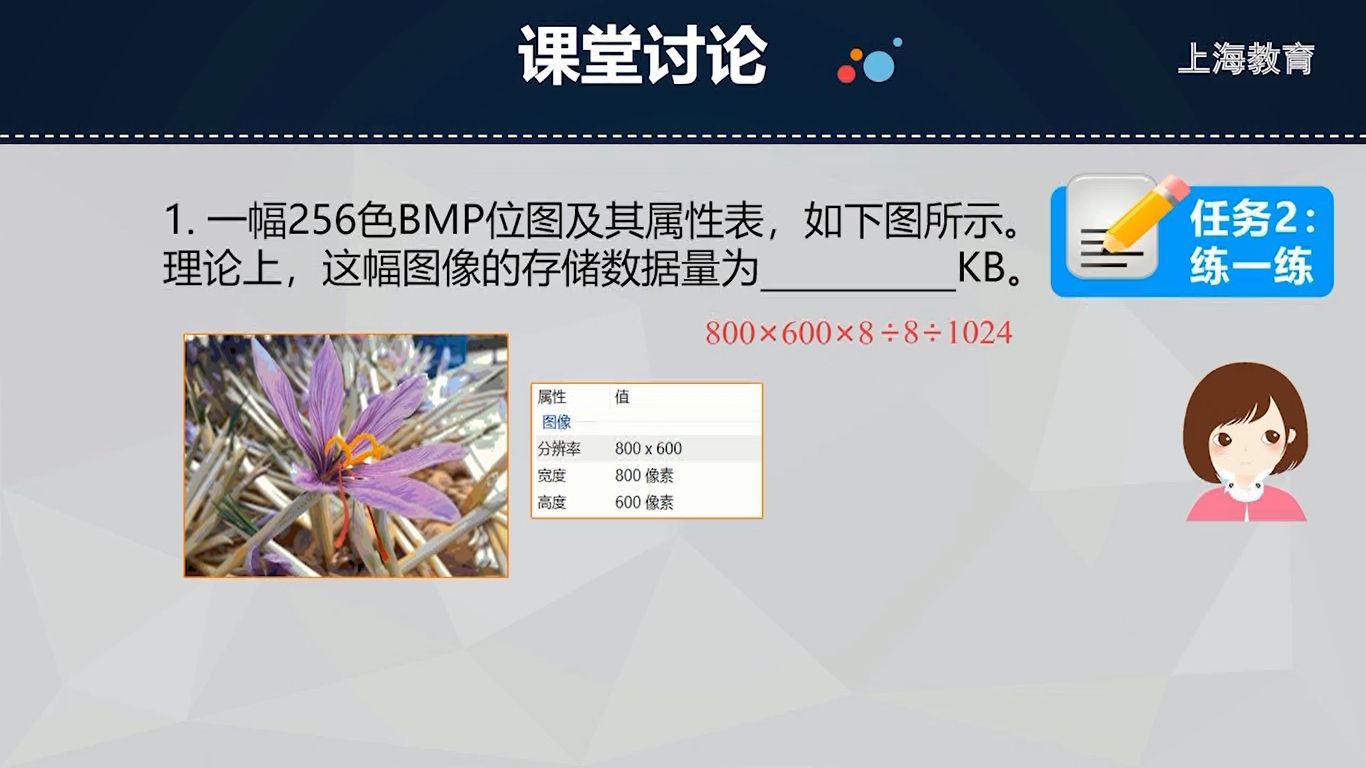 课堂讨论
上海教育
1. 一幅256色BMP位图及其属性表，如下图所示。
理论上，这幅图像的存储数据量为__________KB。
任务2：
练一练
800×600×8÷8÷1024
属性 值
图像
分辨率 800 x 600
宽度 800 像素
高度 600 像素